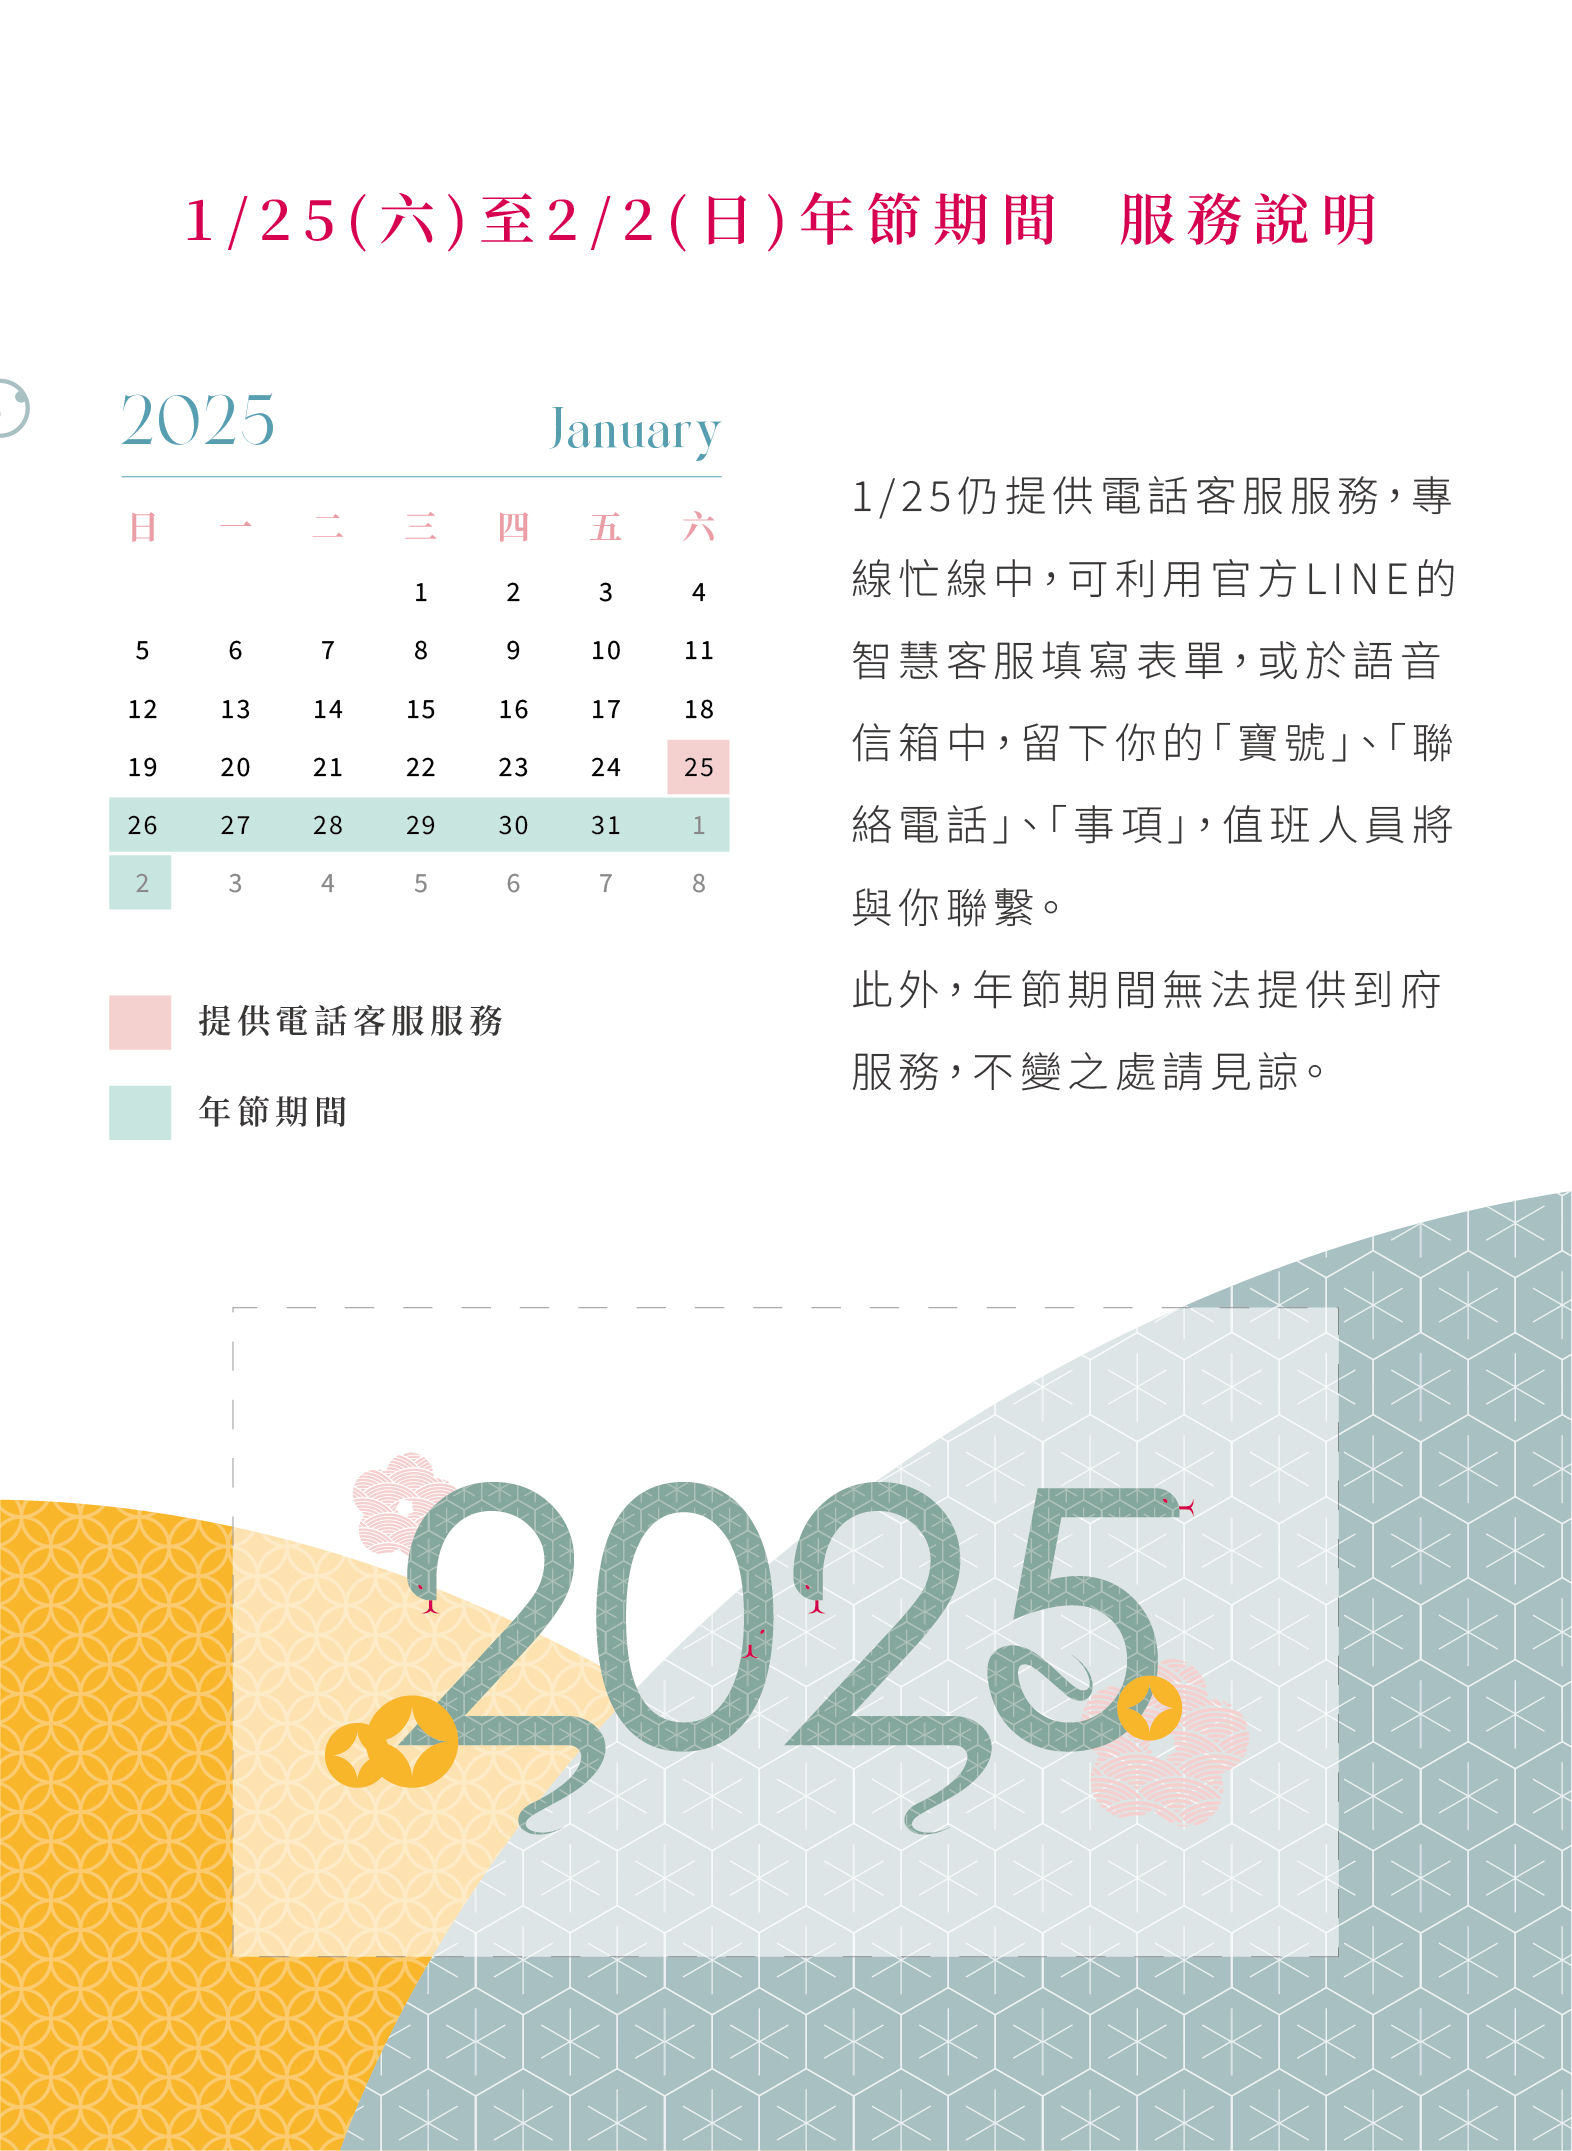 1/25(六)至2/2(日)年節期間 服務說明
2025 January
日 一 二 三 四 五 六
1 2 3 4
5 6 7 8 9 10 11
12 13 14 15 16 17 18
19 20 21 22 23 24 25
26 27 28 29 30 31 1
2 3 4 5 6 7 8
提供電話客服服務
年節期間
1/25仍提供電話客服服務，專
線忙線中，可利用官方LINE的
智慧客服填寫表單，或於語音
信箱中，留下你的「寶號」、「聯
絡電話」、「事項」，值班人員將
與你聯繫。
此外，年節期間無法提供到府
服務，不變之處請見諒。
2025